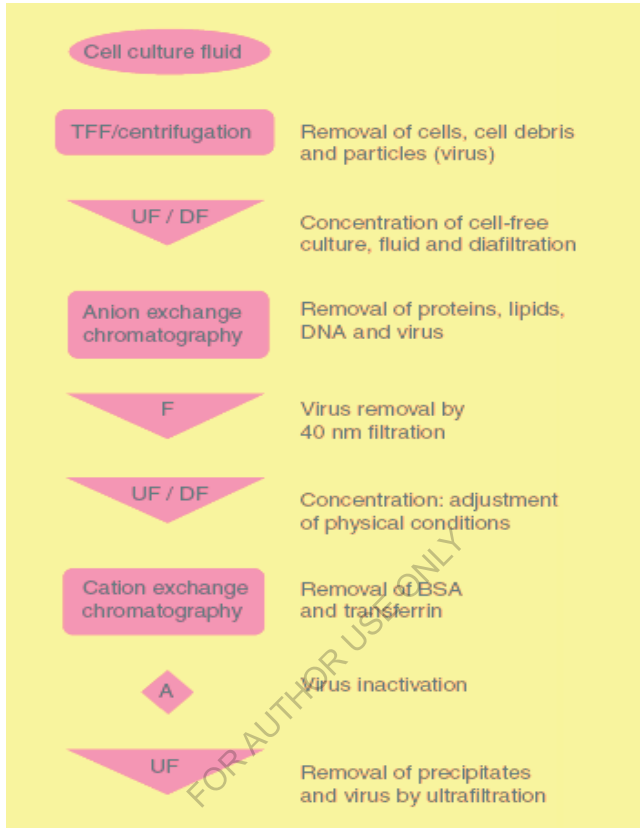 Cell culture fluid
TFF/centrifugation
Removal of cells, cell debris
and particles (virus)
UF / DF
Concentration of cell-free
culture, fluid and diafiltration
Anion exchange
chromatography
Removal of proteins, lipids,
DNA and virus
F
Virus removal by
40 nm filtration
UF / DF
Concentration: adjustment
of physical conditions
Cation exchange
chromatography
Removal of BSA
and transferrin
A
Virus inactivation
UF
Removal of precipitates
and virus by ultrafiltration
FOR AUTHOR USE ONLY